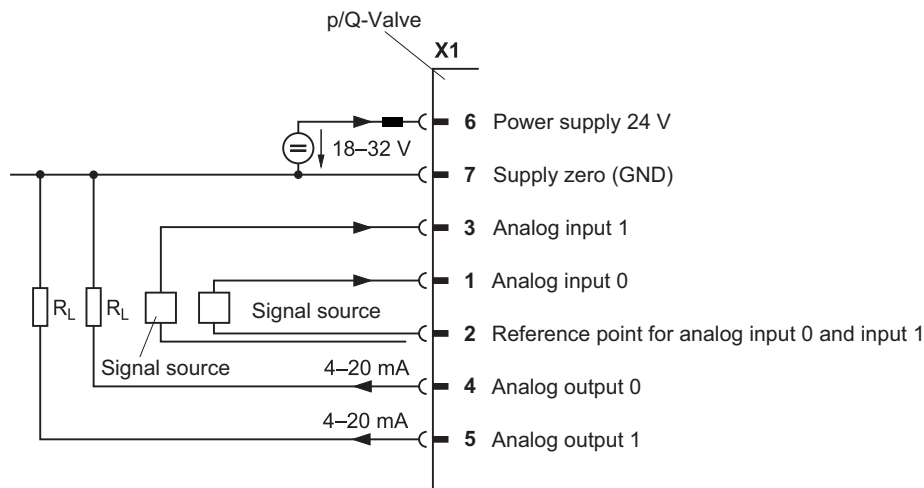 p/Q-Valve
X1
6 Power supply 24 V
18–32 V
7 Supply zero (GND)
3 Analog input 1
1 Analog input 0
RL RL Signal source
2 Reference point for analog input 0 and input 1
Signal source
4–20 mA
4 Analog output 0
4–20 mA
5 Analog output 1